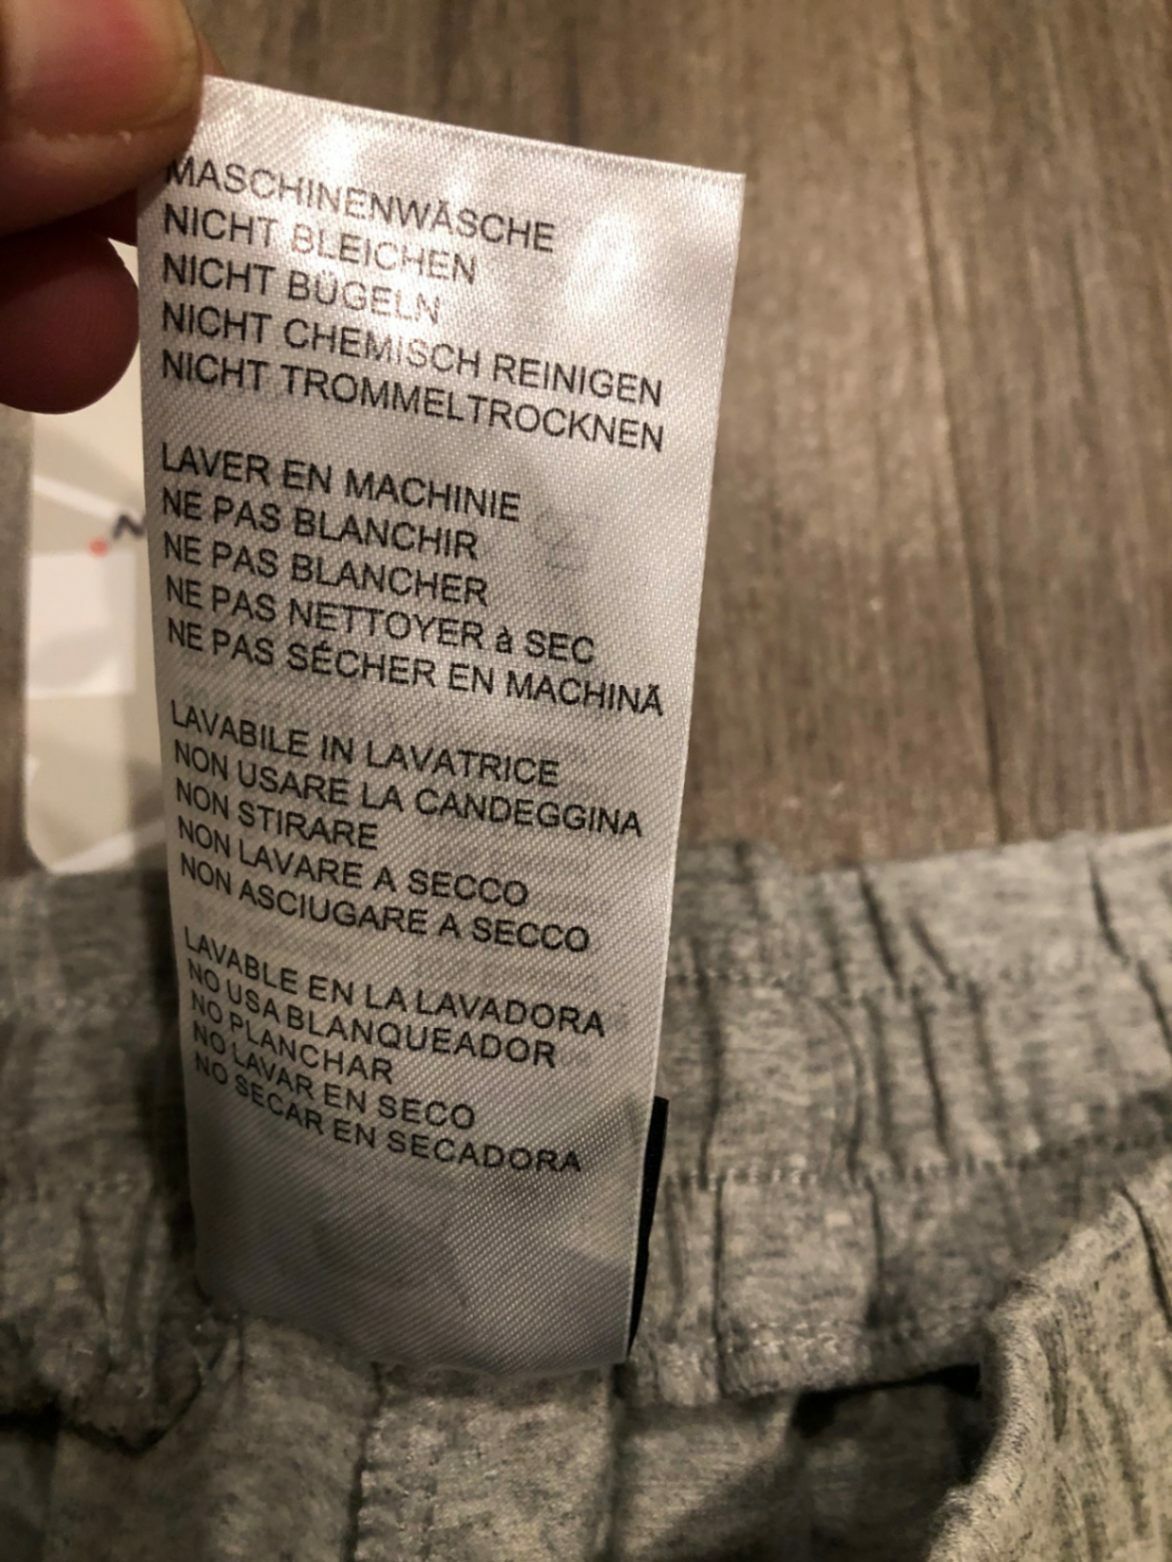 MASCHINENWÄSCHE
NICHT BLEICHEN
NICHT BÜGELN
NICHT CHEMISCH REINIGEN
NICHT TROMMELTROCKNEN
LAVER EN MACHINIE
NE PAS BLANCHIR
NE PAS BLANCHER
NE PAS NETTOYER à SEC
NE PAS SÉCHER EN MACHINÄ
LAVABILE IN LAVATRICE
NON USARE LA CANDEGGINA
NON STIRARE
NON LAVARE A SECCO
NON ASCIUGARE A SECCO
LAVABLE EN LA LAVADORA
NO USA BLANQUEADOR
NO PLANCHAR
NO LAVAR EN SECO
NO SECAR EN SECADORA